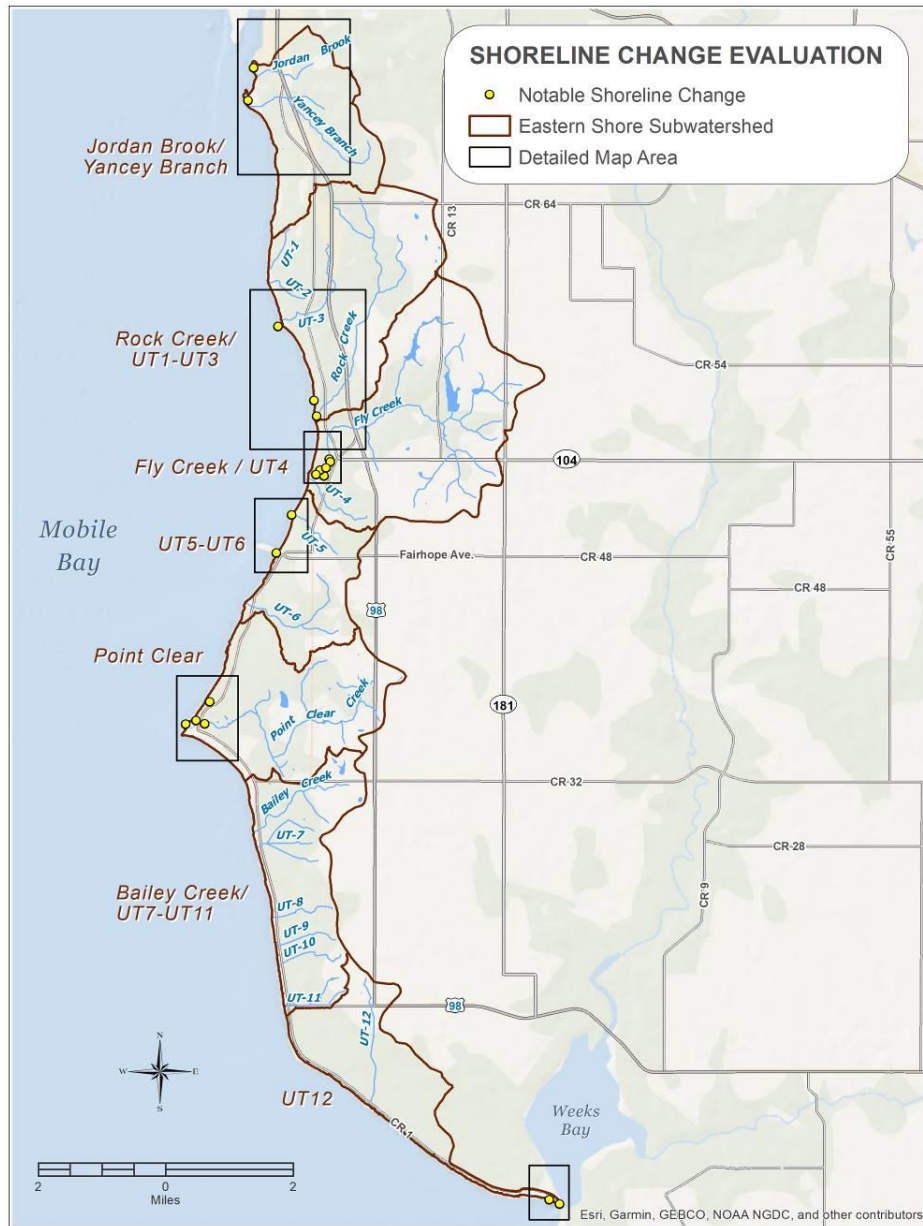 SHORELINE CHANGE EVALUATION
Notable Shoreline Change
Eastern Shore Subwatershed
Detailed Map Area
Jordan Brook
Yancey Branch
Jordan Brook/
Yancey Branch
CR 64
CR 13
UT-1
UT-2
UT-3
Rock Creek
Rock Creek/
UT1-UT3
CR 54
Fly Creek
Fly Creek / UT4
104
UT-4
Mobile
Bay
UT5-UT6
UT-5
Fairhope Ave.
CR 48
CR 55
CR 48
UT-6
98
Point Clear
Point Clear Creek
181
CR 32
Bailey Creek
UT-7
CR 28
Bailey Creek/
UT7-UT11
CR 9
UT-8
UT-9
UT-10
UT-11
98
UT-12
N
W E
S
UT12
CR 1
Weeks
Bay
2 0 2
Miles
Esri, Garmin, GEBCO, NOAA NGDC, and other contributors